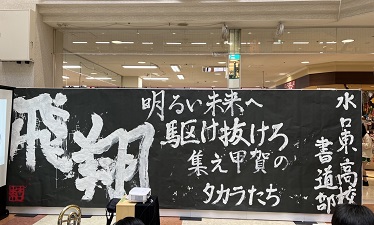 飛翔
明るい未来へ
駆け抜けろ
集え甲賀の
タカラたち
水口東高校
書道部